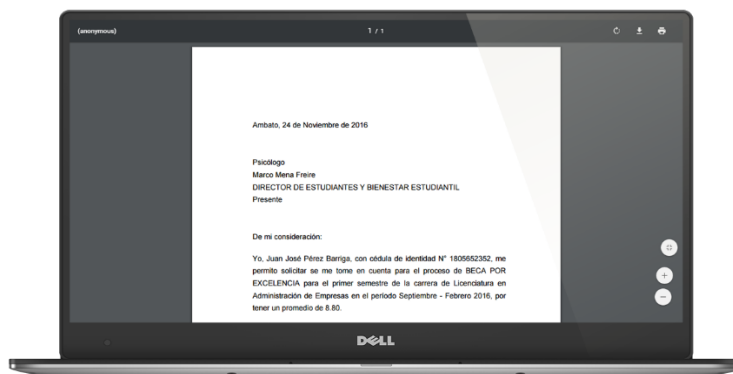 (anonymous)
1 / 1
Ambato, 24 de Noviembre de 2016
Psicólogo
Marco Mena Freire
DIRECTOR DE ESTUDIANTES Y BIENESTAR ESTUDIANTIL
Presente
De mi consideración:
Yo, Juan José Pérez Barriga, con cédula de identidad N° 1805652352, me
permito solicitar se me tome en cuenta para el proceso de BECA POR
EXCELENCIA para el primer semestre de la carrera de Licenciatura en
Administración de Empresas en el período Septiembre - Febrero 2016, por
tener un promedio de 8.80.
DELL